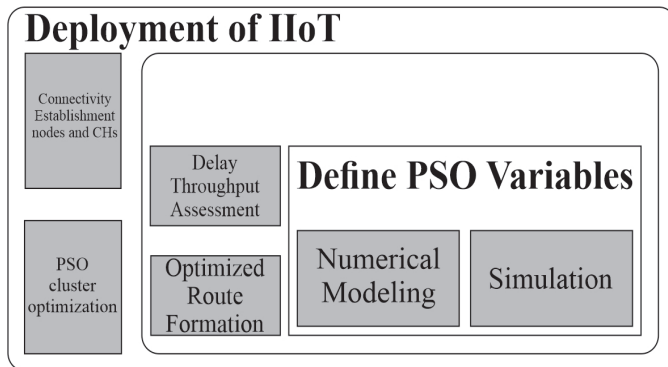 Deployment of IIoT
Connectivity
Establishment
nodes and CHs
PSO
cluster
optimization
Delay
Throughput
Assessment
Optimized
Route
Formation
Define PSO Variables
Numerical
Modeling
Simulation